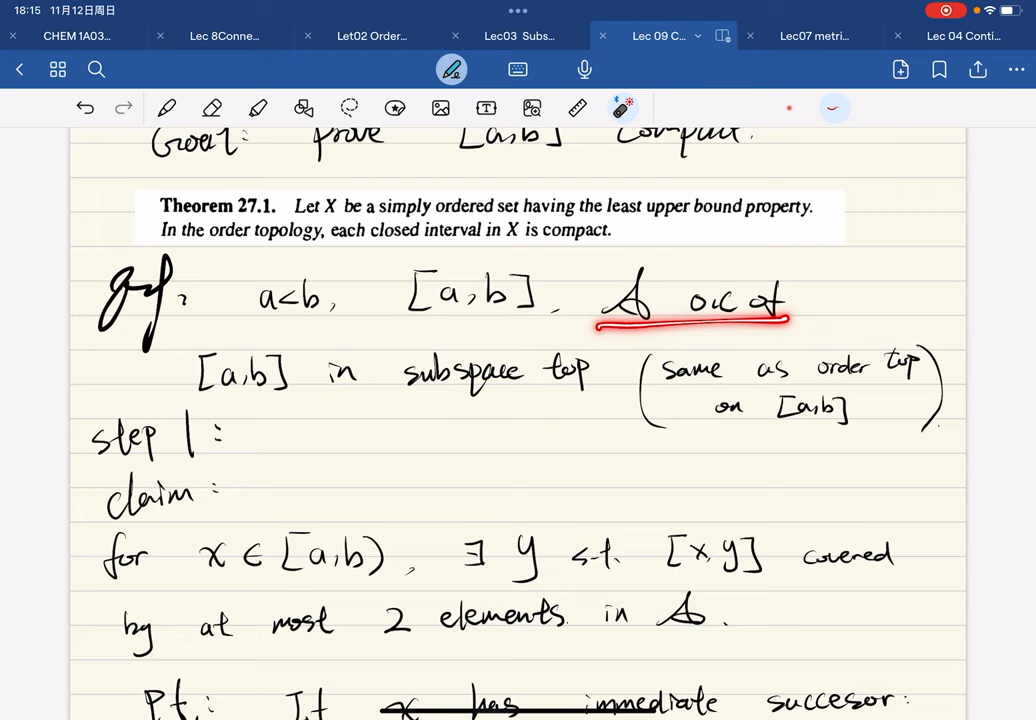 18:15 11月12日周日
CHEM 1A03... Lec 8Conne... Let02 Order... Lec03 Subs... Lec 09 C... Lec07 metri... Lec 04 Conti...
Goal: prove [a,b] compact.
Theorem 27.1. Let X be a simply ordered set having the least upper bound property.
In the order topology, each closed interval in X is compact.
a<b, [a,b]. A oc of
[a,b] in subspace top (same as order top
on [a,b])
step 1:
claim:
for x ∈ [a,b), ∃ y s.t. [x,y] covered
by at most 2 elements in A.
Pf.: If x has immediate succesor: